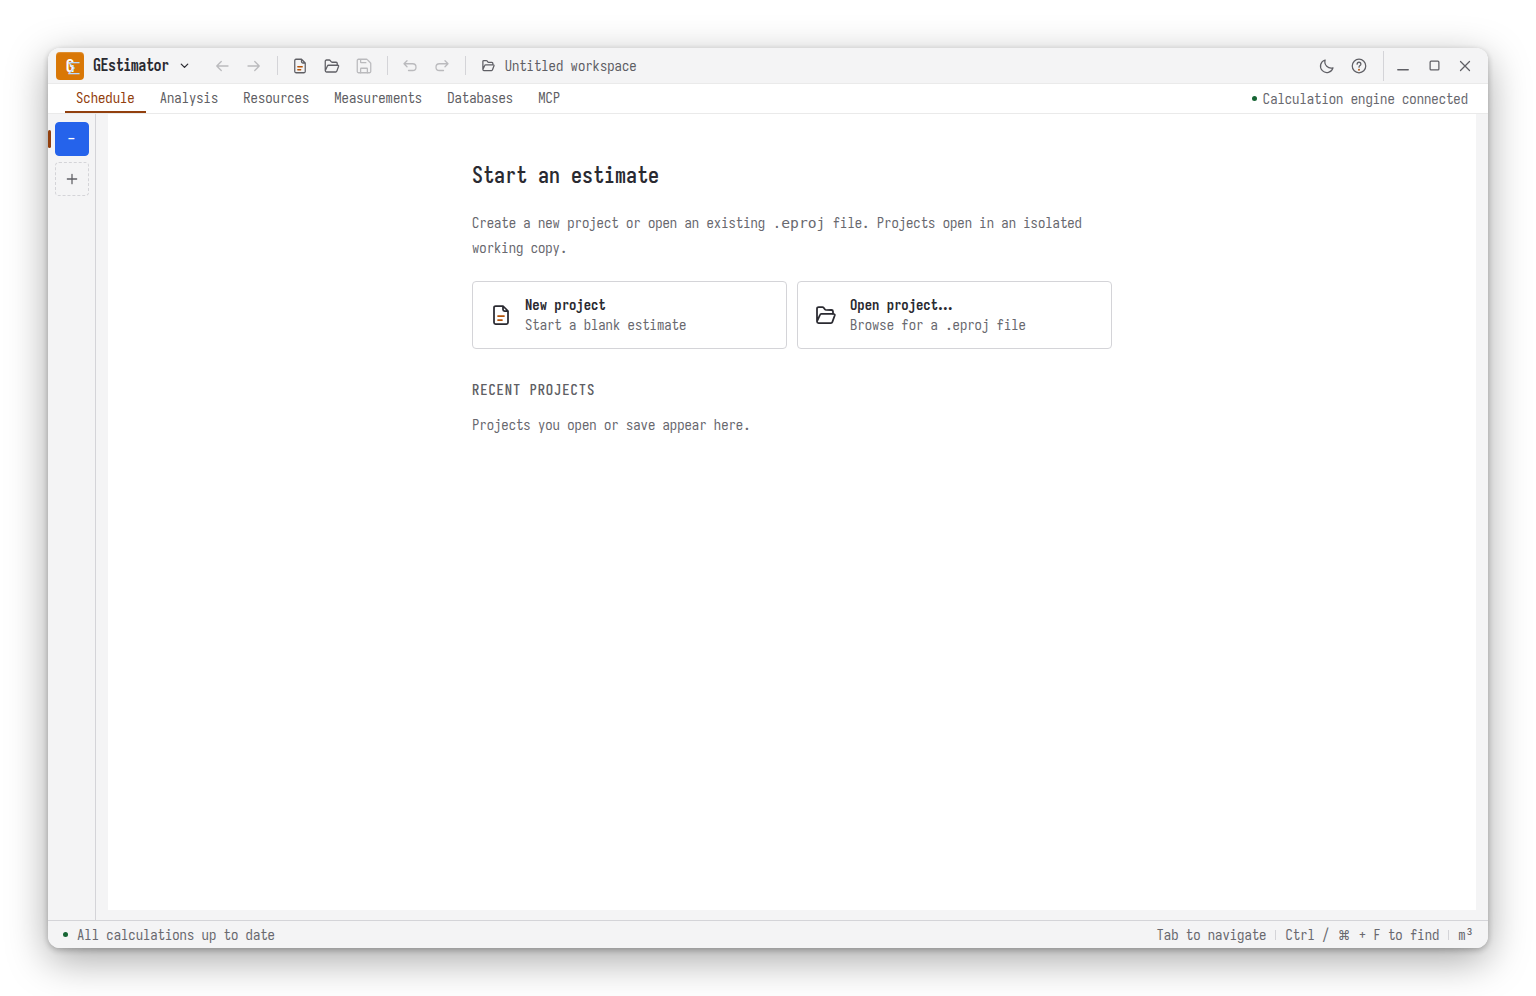 G GEstimator Untitled workspace
Schedule Analysis Resources Measurements Databases MCP Calculation engine connected
Start an estimate
Create a new project or open an existing .eproj file. Projects open in an isolated
working copy.
New project
Start a blank estimate
Open project...
Browse for a .eproj file
RECENT PROJECTS
Projects you open or save appear here.
All calculations up to date Tab to navigate Ctrl / ⌘ + F to find m³